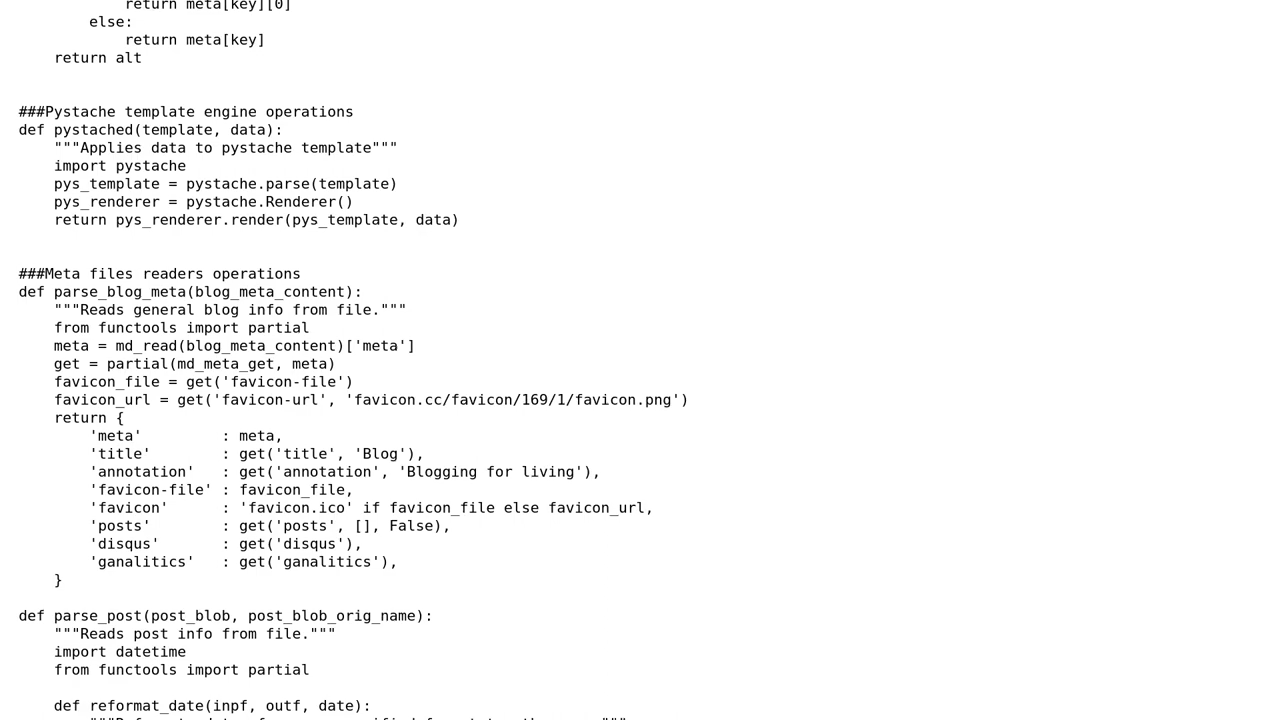 return meta[key][0]
        else:
            return meta[key]
    return alt


###Pystache template engine operations
def pystached(template, data):
    """Applies data to pystache template"""
    import pystache
    pys_template = pystache.parse(template)
    pys_renderer = pystache.Renderer()
    return pys_renderer.render(pys_template, data)


###Meta files readers operations
def parse_blog_meta(blog_meta_content):
    """Reads general blog info from file."""
    from functools import partial
    meta = md_read(blog_meta_content)['meta']
    get = partial(md_meta_get, meta)
    favicon_file = get('favicon-file')
    favicon_url = get('favicon-url', 'favicon.cc/favicon/169/1/favicon.png')
    return {
        'meta'         : meta,
        'title'        : get('title', 'Blog'),
        'annotation'   : get('annotation', 'Blogging for living'),
        'favicon-file' : favicon_file,
        'favicon'      : 'favicon.ico' if favicon_file else favicon_url,
        'posts'        : get('posts', [], False),
        'disqus'       : get('disqus'),
        'ganalitics'   : get('ganalitics'),
    }

def parse_post(post_blob, post_blob_orig_name):
    """Reads post info from file."""
    import datetime
    from functools import partial

    def reformat_date(inpf, outf, date):